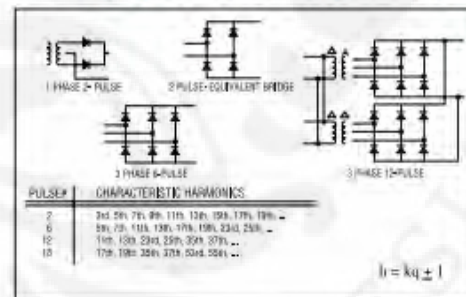 1 PHASE 2-PULSE
2 PULSE-EQUIVALENT BRIDGE
3 PHASE 6-PULSE
3 PHASE 12-PULSE
PULSE# CHARACTERISTIC HARMONICS
2 3rd, 5th, 7th, 9th, 11th, 13th, 15th, 17th, 19th, ...
6 5th, 7th, 11th, 13th, 17th, 19th, 23rd, 25th, ...
12 11th, 13th, 23rd, 25th, 35th, 37th, ...
18 17th, 19th, 35th, 37th, 53rd, 55th, ...
h = kq ± 1